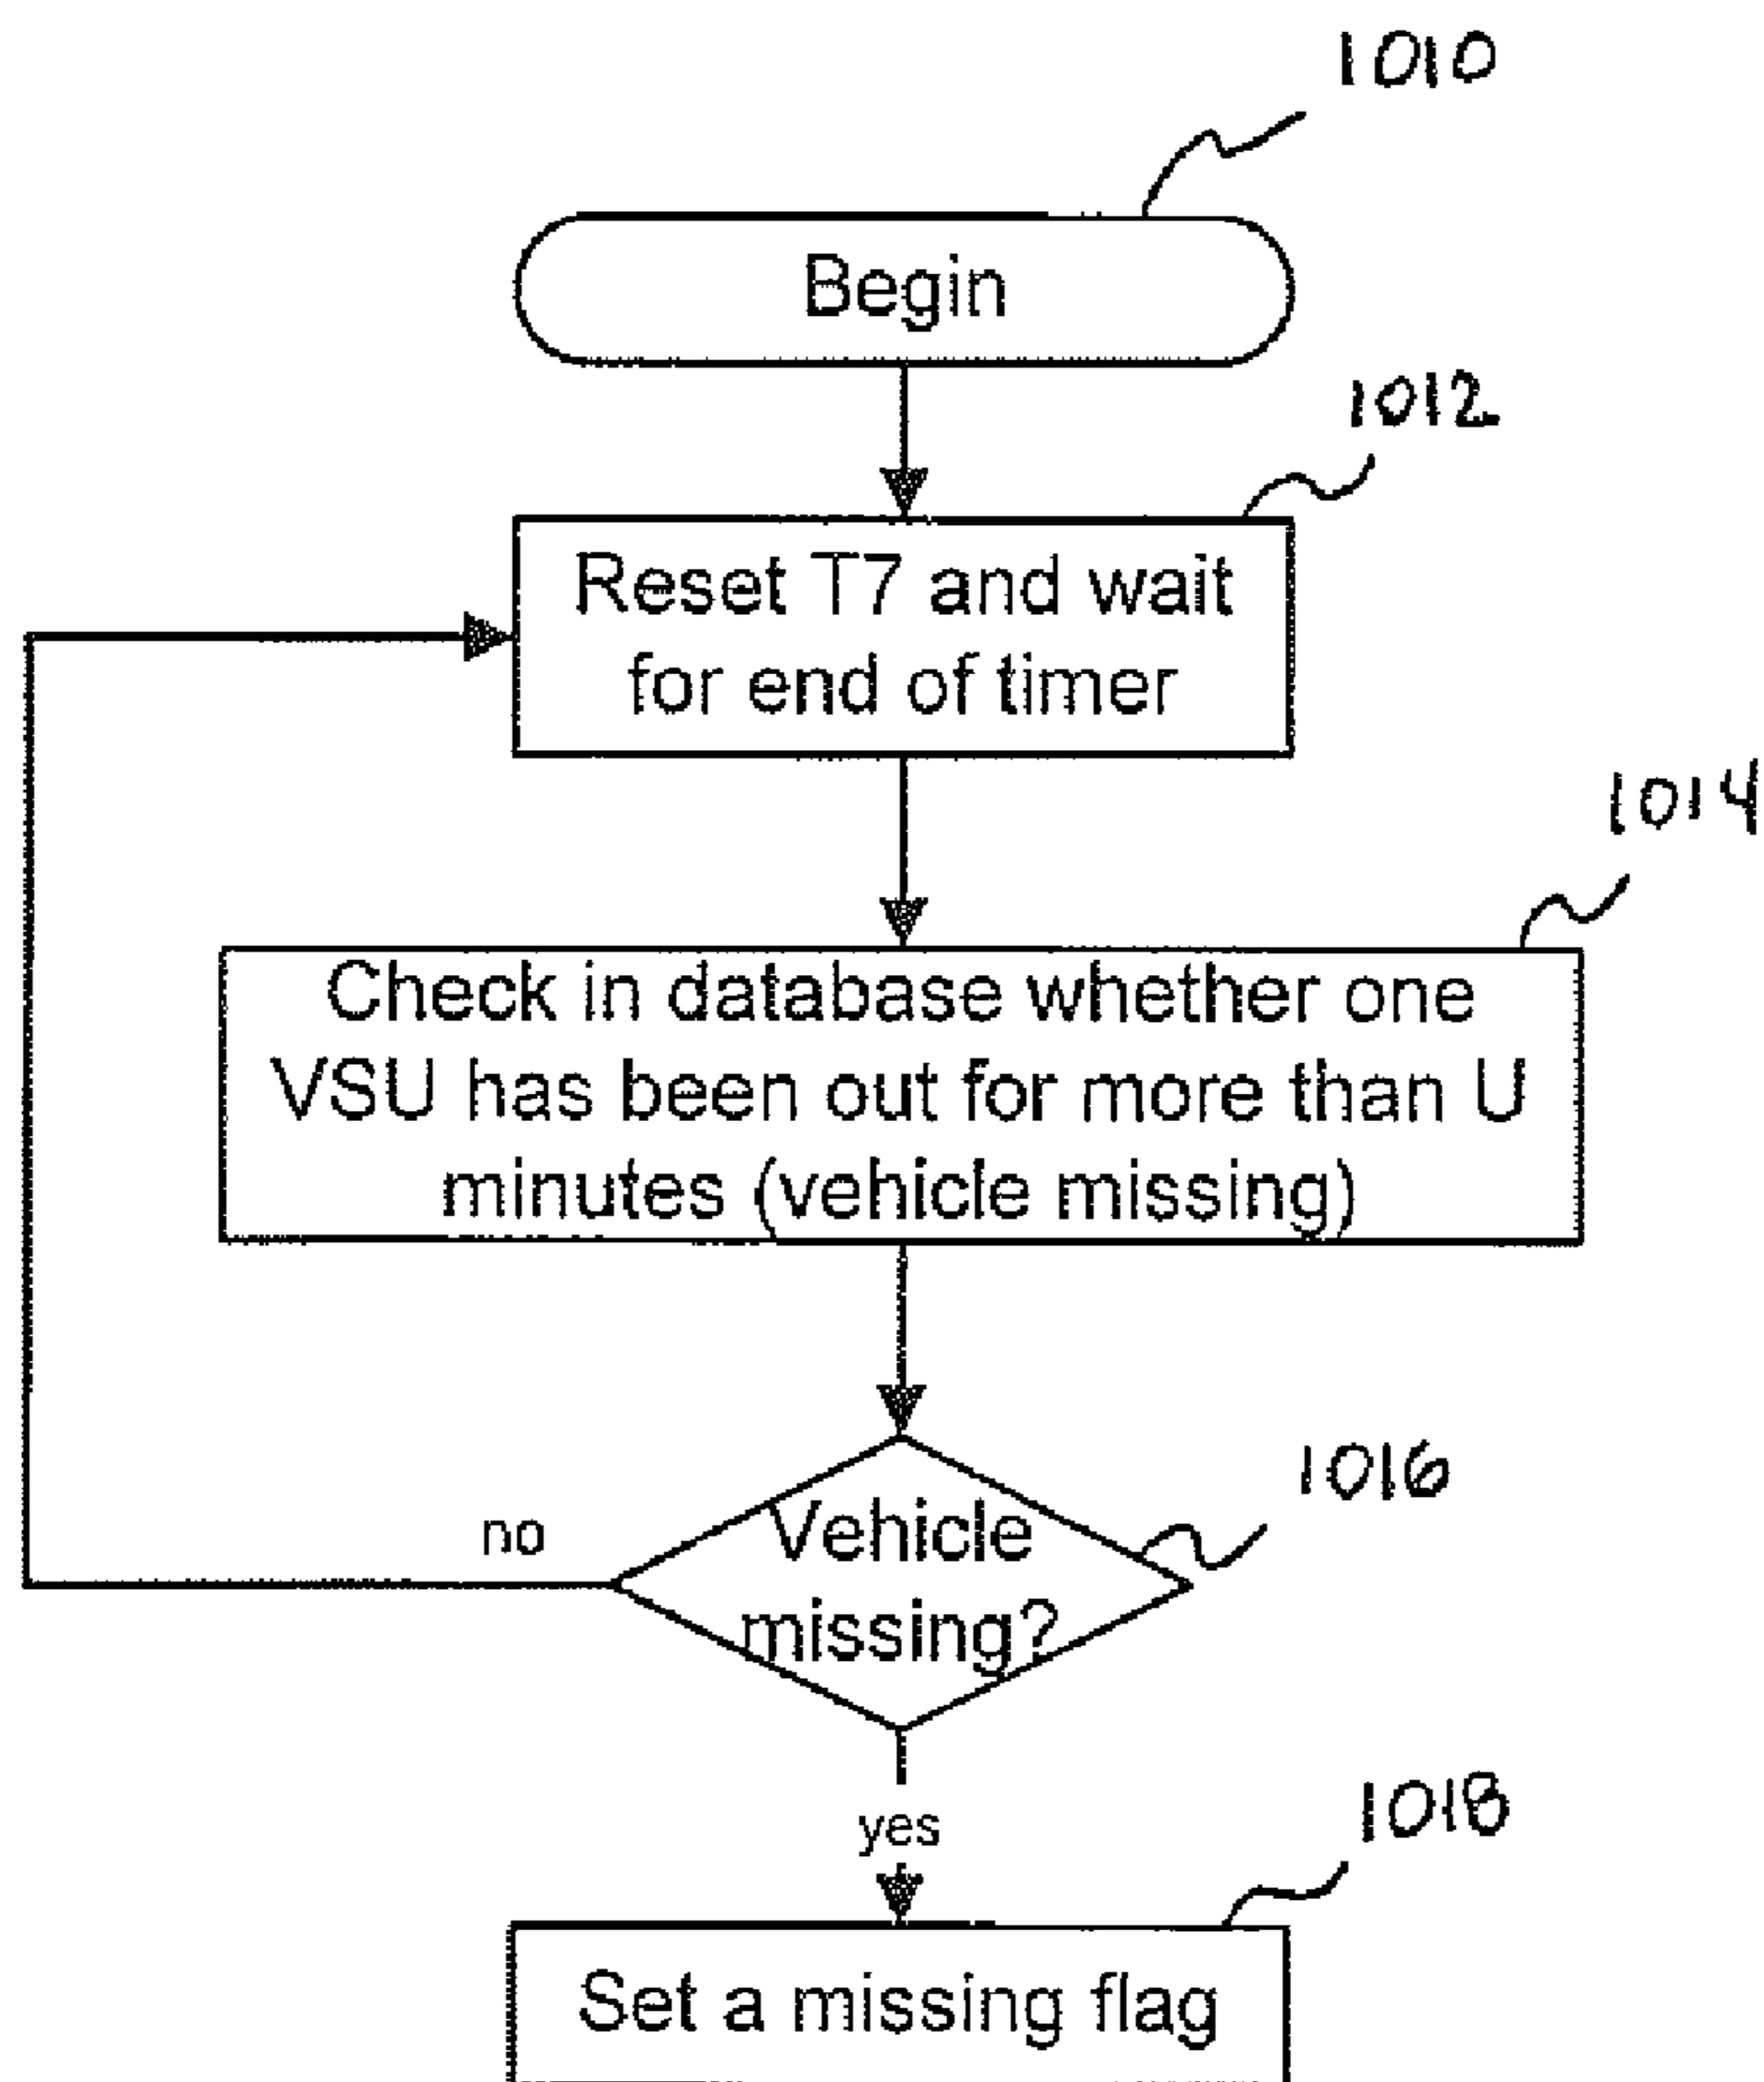 1010
Begin
1012
Reset T7 and wait
for end of timer
1014
Check in database whether one
VSU has been out for more than U
minutes (vehicle missing)
1016
no
Vehicle
missing?
yes
1018
Set a missing flag